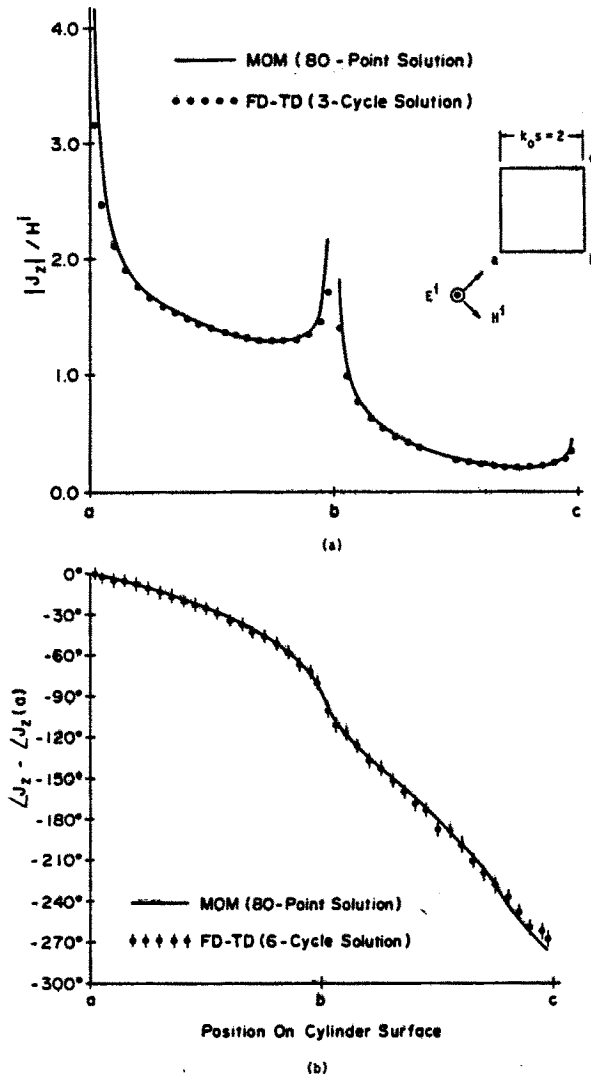 4.0
3.0
2.0
1.0
0.0
|J_z| / H^i
MOM (80-Point Solution)
FD-TD (3-Cycle Solution)
k_0 s = 2
a
b
E^i
H^i
a
b
c
(a)
0°
-30°
-60°
-90°
-120°
-150°
-180°
-210°
-240°
-270°
-300°
∠J_z - ∠J_z(a)
MOM (80-Point Solution)
FD-TD (6-Cycle Solution)
a
b
c
Position On Cylinder Surface
(b)